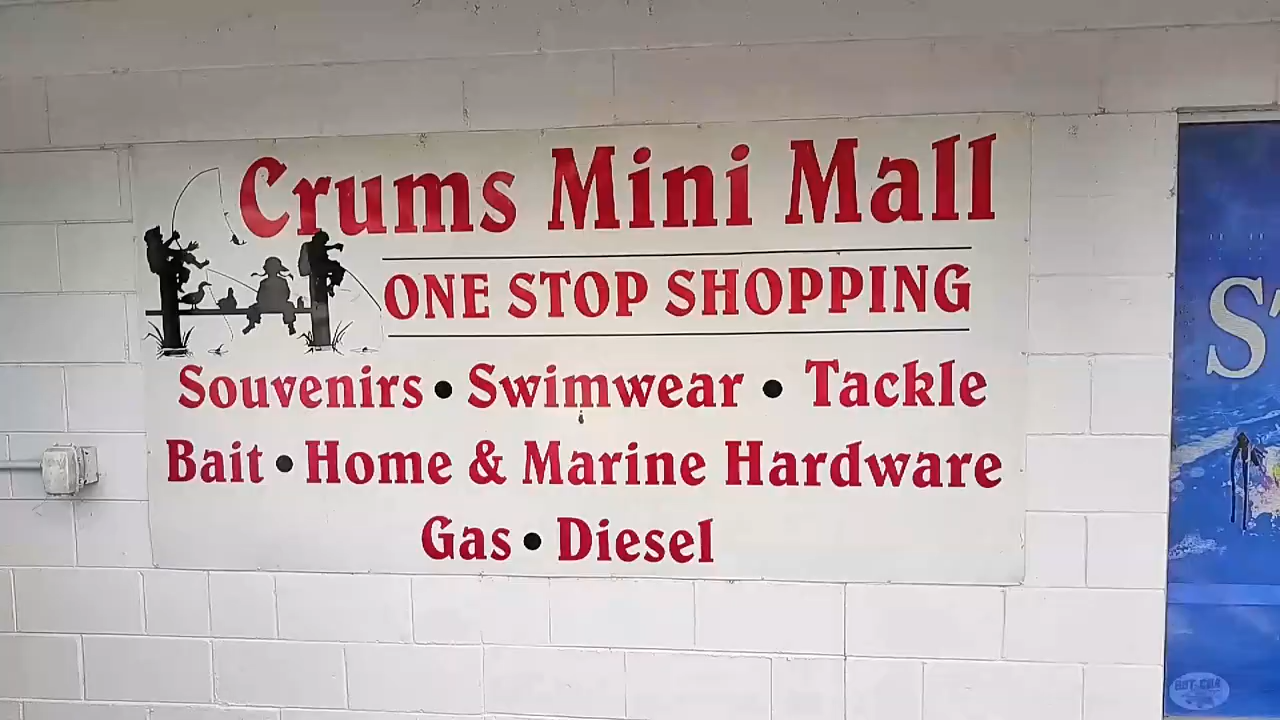 Crums Mini Mall
ONE STOP SHOPPING
Souvenirs • Swimwear • Tackle
Bait • Home & Marine Hardware
Gas • Diesel
S